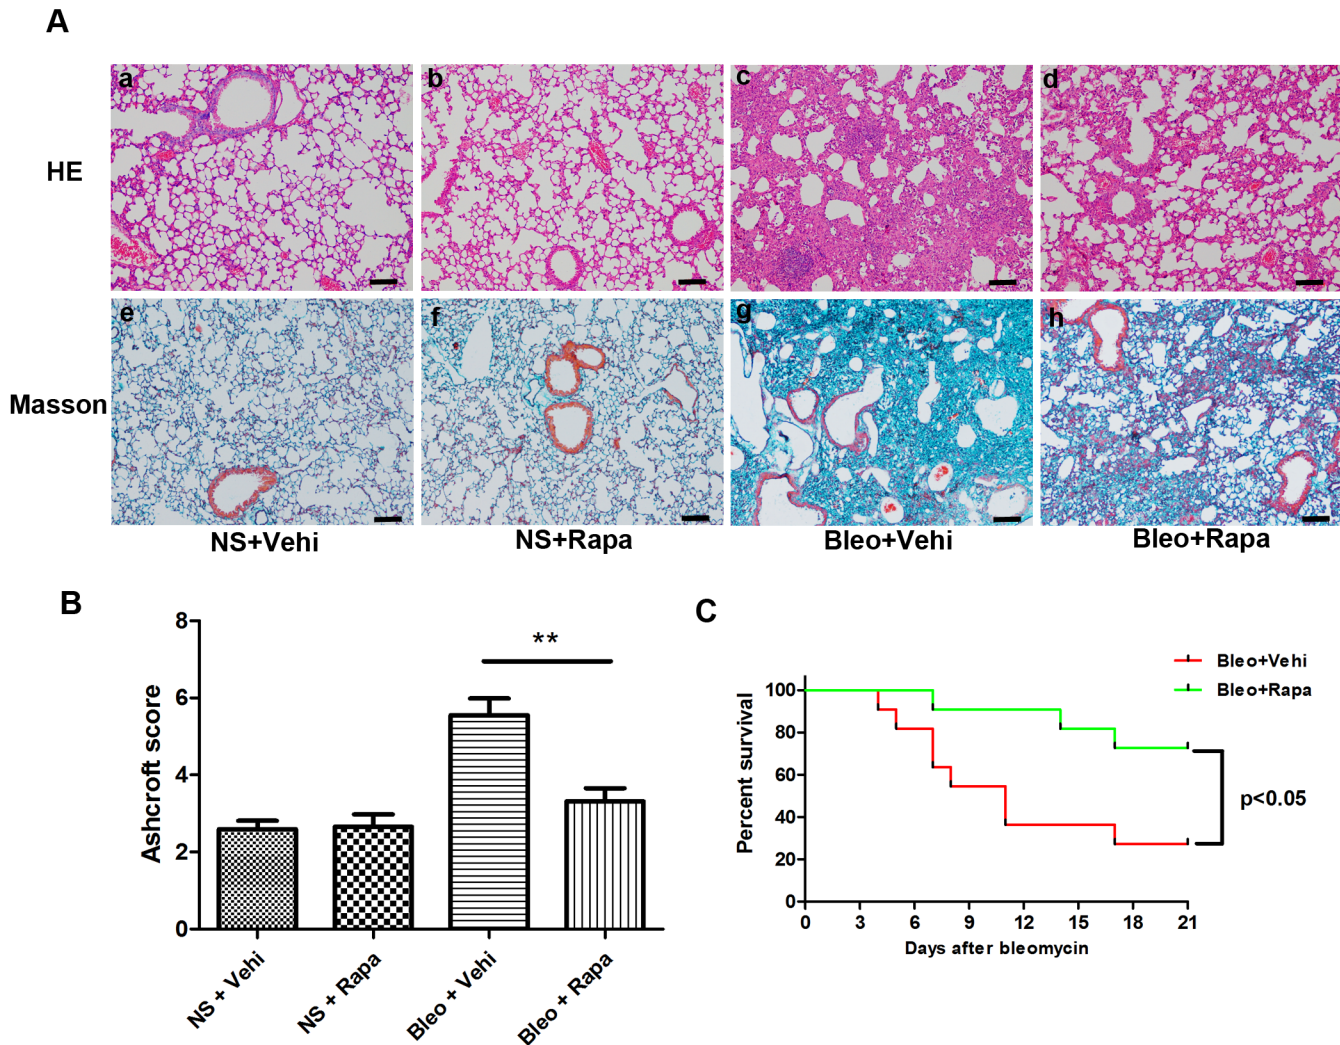 A
a
b
c
d
HE
e
f
g
h
Masson
NS+Vehi
NS+Rapa
Bleo+Vehi
Bleo+Rapa
B
8
6
4
2
0
Ashcroft score
**
NS + Vehi
NS + Rapa
Bleo + Vehi
Bleo + Rapa
C
Bleo+Vehi
Bleo+Rapa
100
80
60
40
20
0
Percent survival
p<0.05
0 3 6 9 12 15 18 21
Days after bleomycin